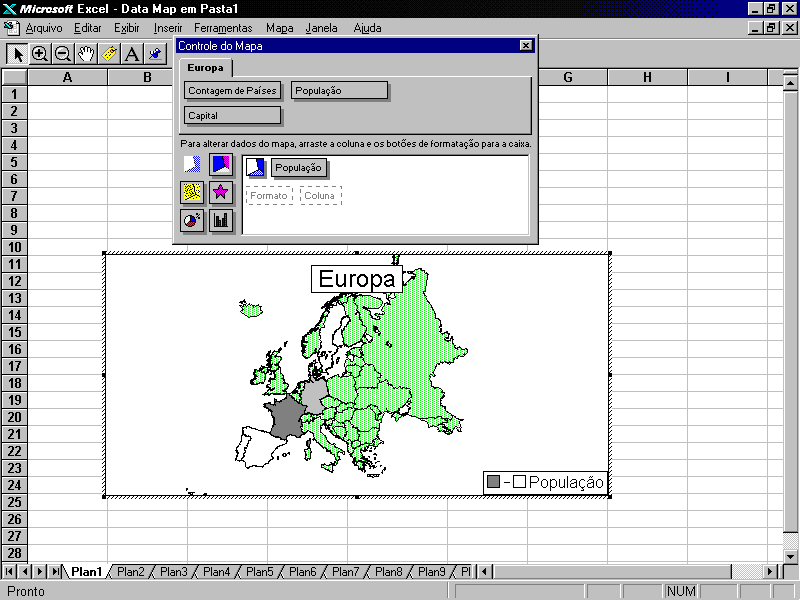 Microsoft Excel - Data Map em Pasta1
Arquivo Editar Exibir Inserir Ferramentas Mapa Janela Ajuda
A
Controle do Mapa
Europa
Contagem de Países População
Capital
Para alterar dados do mapa, arraste a coluna e os botões de formatação para a caixa.
População
Formato Coluna
A B G H I
1
2
3
4
5
6
7
8
9
10
11
12
13
14
15
16
17
18
19
20
21
22
23
24
25
26
27
28
Europa
- População
Plan1 Plan2 Plan3 Plan4 Plan5 Plan6 Plan7 Plan8 Plan9 Pl
Pronto NUM